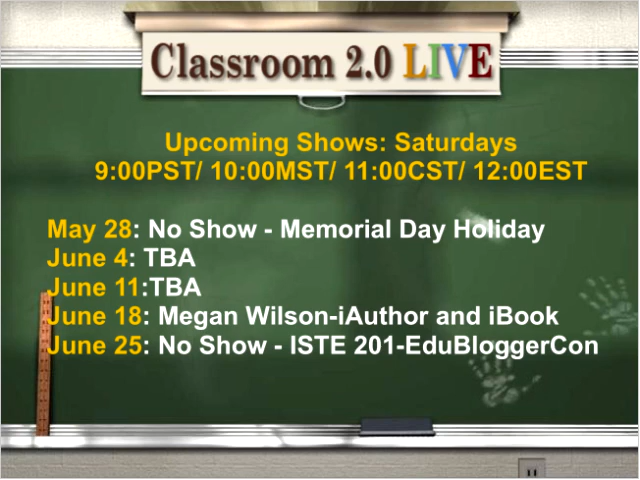 Classroom 2.0 LIVE
Upcoming Shows: Saturdays
9:00PST/ 10:00MST/ 11:00CST/ 12:00EST
May 28: No Show - Memorial Day Holiday
June 4: TBA
June 11:TBA
June 18: Megan Wilson-iAuthor and iBook
June 25: No Show - ISTE 201-EduBloggerCon